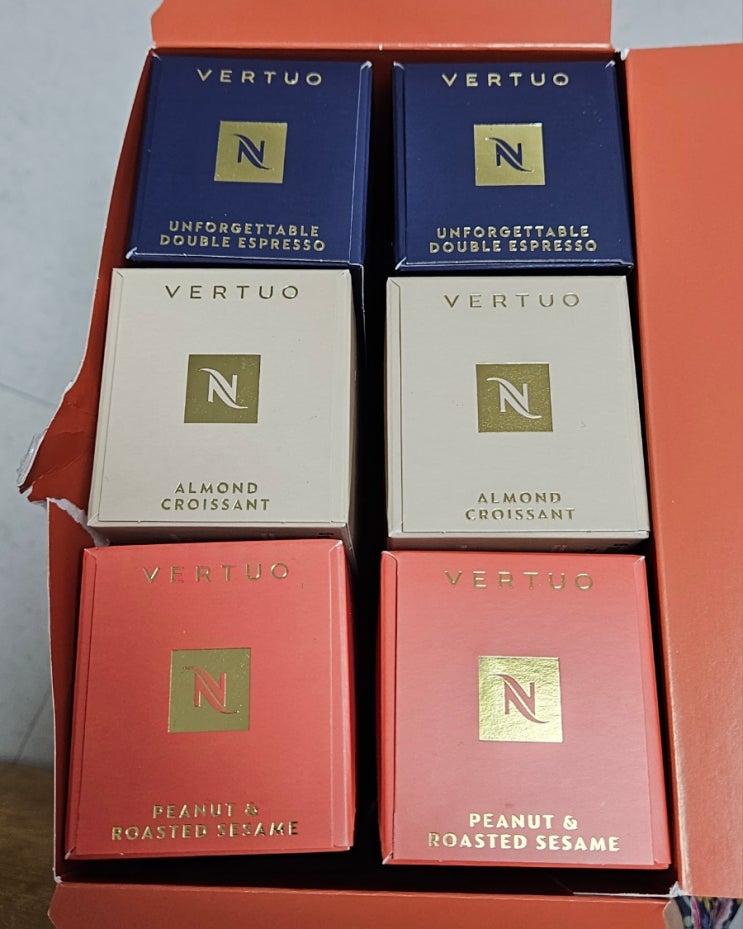 VERTUO
N
UNFORGETTABLE
DOUBLE ESPRESSO
VERTUO
N
UNFORGETTABLE
DOUBLE ESPRESSO
VERTUO
N
ALMOND
CROISSANT
VERTUO
N
ALMOND
CROISSANT
VERTUO
N
PEANUT &
ROASTED SESAME
VERTUO
N
PEANUT &
ROASTED SESAME